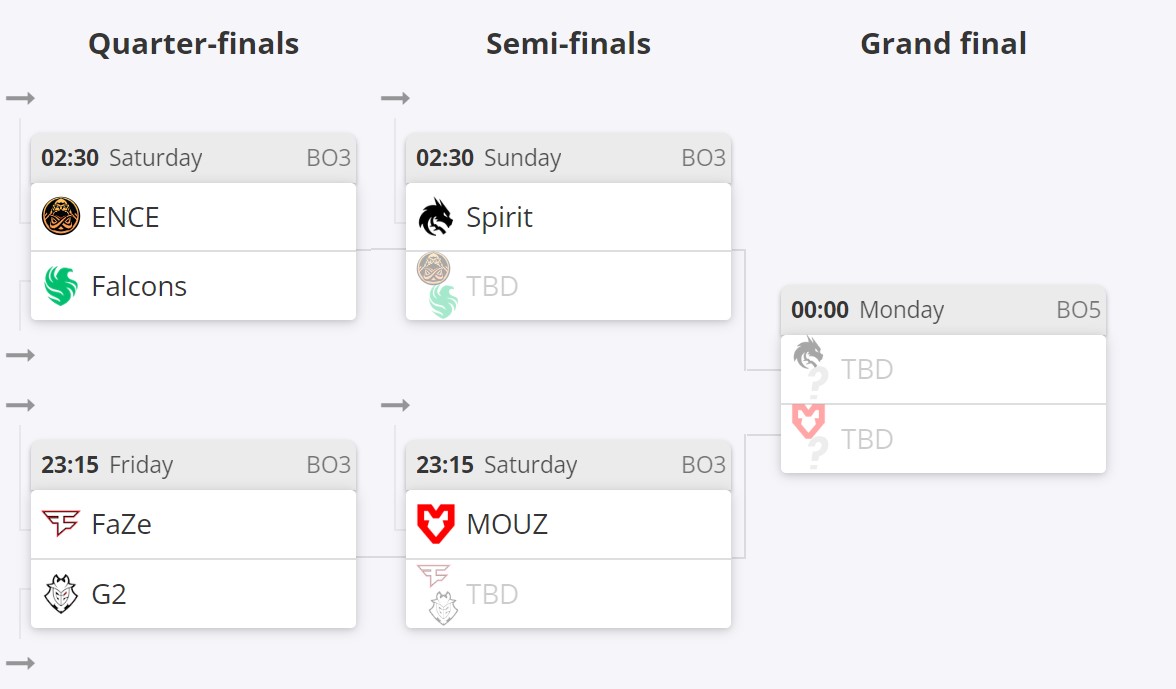 Quarter-finals
Semi-finals
Grand final
02:30 Saturday BO3
ENCE
Falcons
23:15 Friday BO3
FaZe
G2
02:30 Sunday BO3
Spirit
TBD
23:15 Saturday BO3
MOUZ
TBD
00:00 Monday BO5
? TBD
? TBD